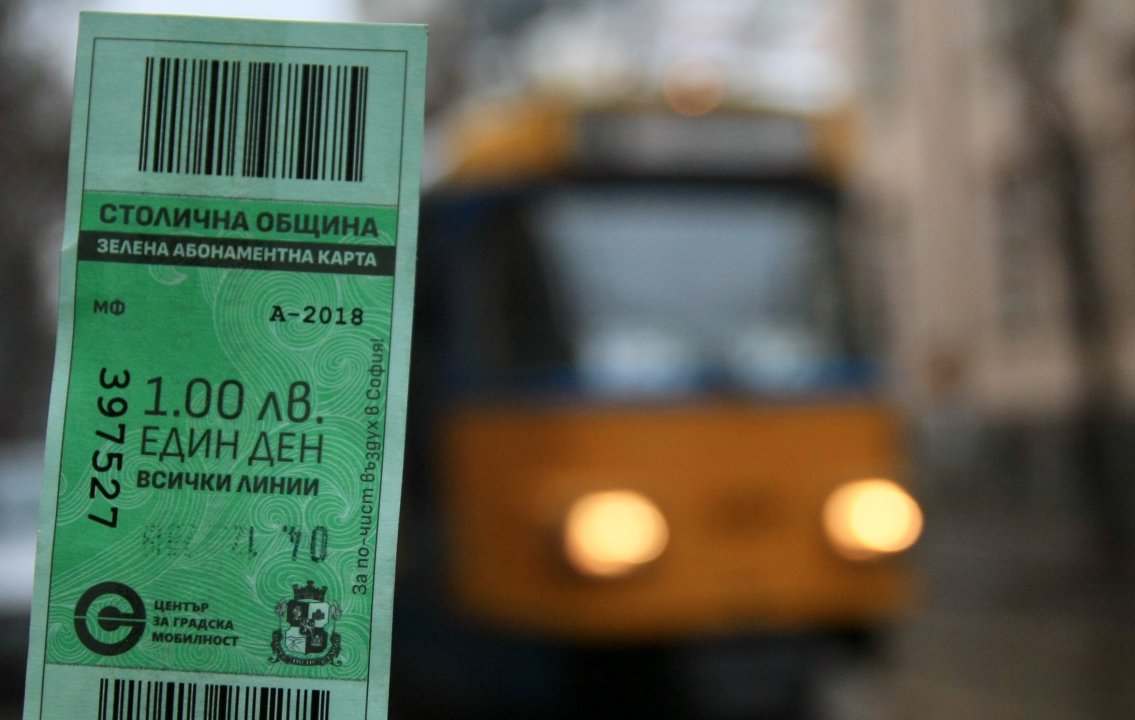 СТОЛИЧНА ОБЩИНА
ЗЕЛЕНА АБОНАМЕНТНА КАРТА
МФ
А-2018
397527
1.00 лв.
ЕДИН ДЕН
ВСИЧКИ ЛИНИИ
За по-чист въздух в София!
ЦЕНТЪР
ЗА ГРАДСКА
МОБИЛНОСТ